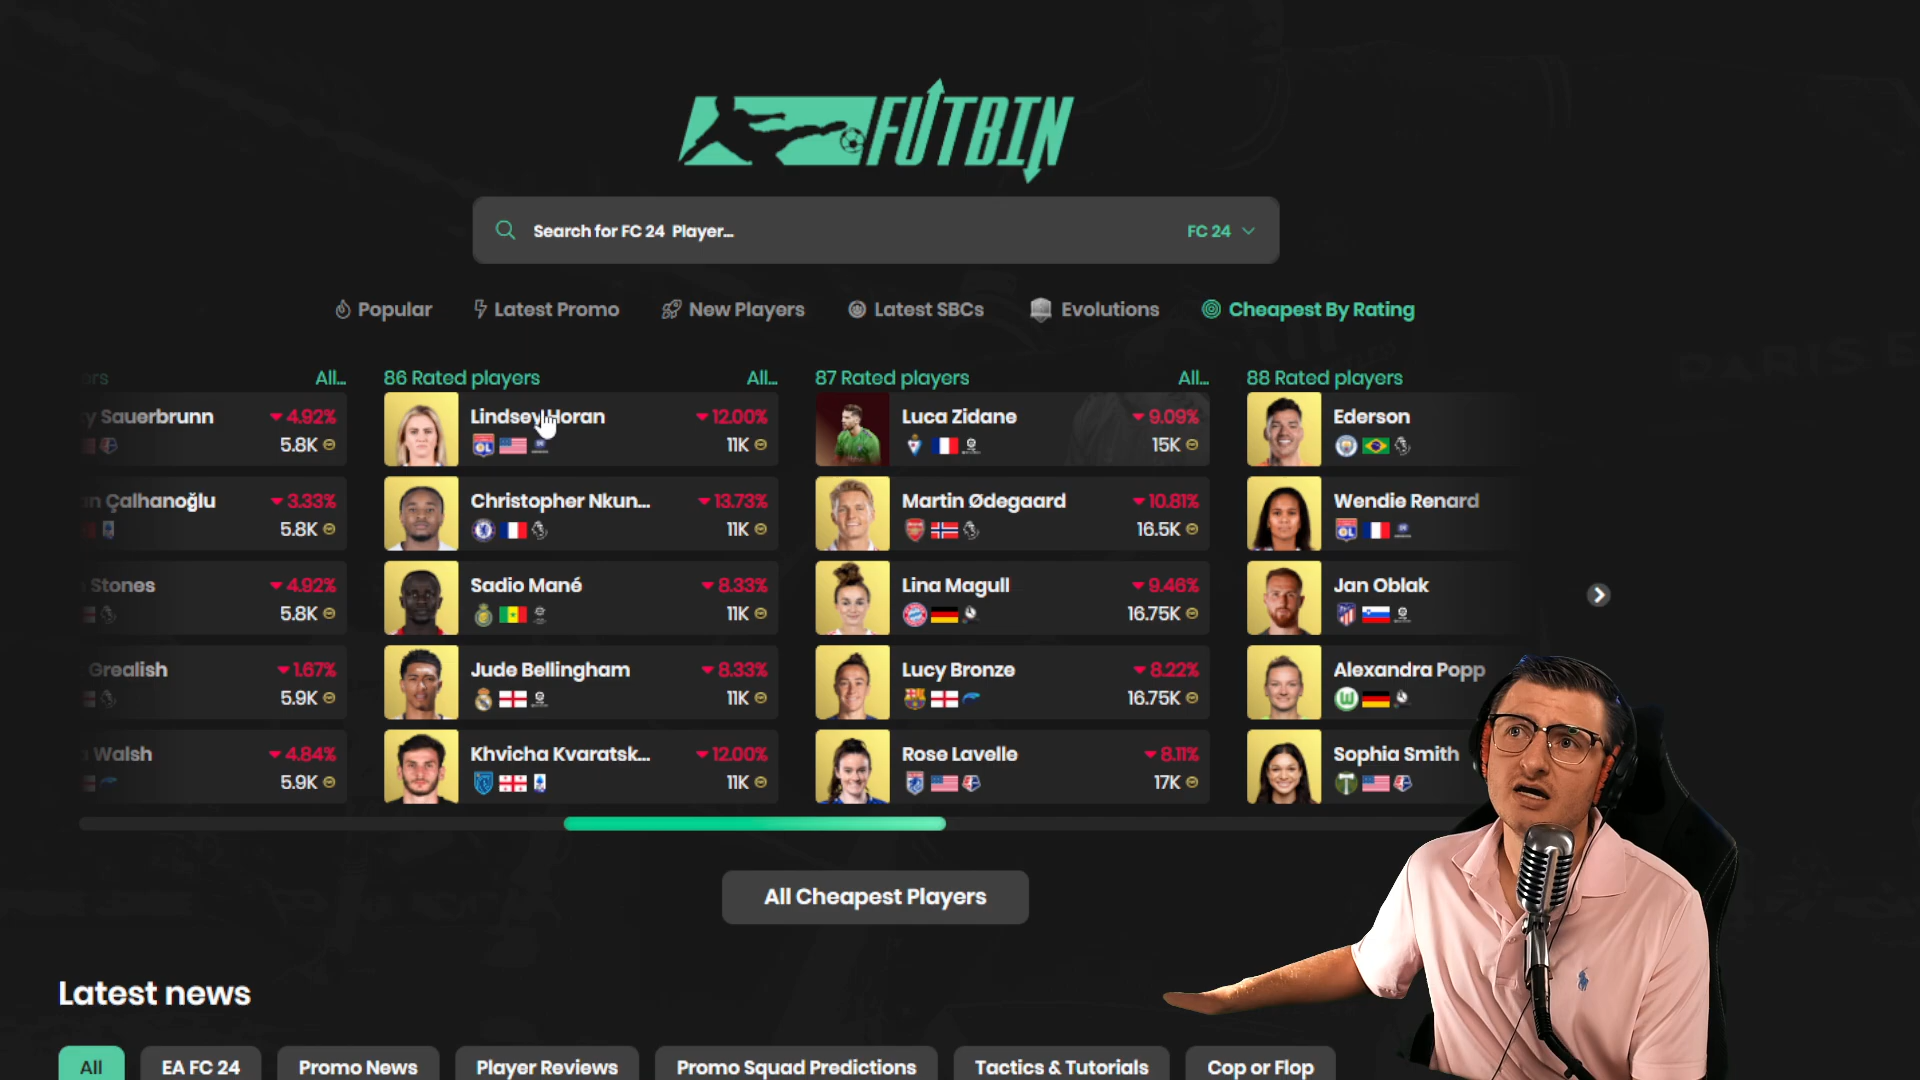 FUTBIN
Search for FC 24 Player...
FC 24
Popular
Latest Promo
New Players
Latest SBCs
Evolutions
Cheapest By Rating
All...
86 Rated players
All...
87 Rated players
All...
88 Rated players
Sauerbrunn
4.92%
5.8K
Çalhanoğlu
3.33%
5.8K
Stones
4.92%
5.8K
Grealish
1.67%
5.9K
Walsh
4.84%
5.9K
Lindsey Horan
12.00%
11K
Christopher Nkun...
13.73%
11K
Sadio Mané
8.33%
11K
Jude Bellingham
8.33%
11K
Khvicha Kvaratsk...
12.00%
11K
Luca Zidane
9.09%
15K
Martin Ødegaard
10.81%
16.5K
Lina Magull
9.46%
16.75K
Lucy Bronze
8.22%
16.75K
Rose Lavelle
8.11%
17K
Ederson
Wendie Renard
Jan Oblak
Alexandra Popp
Sophia Smith
All Cheapest Players
Latest news
All
EA FC 24
Promo News
Player Reviews
Promo Squad Predictions
Tactics & Tutorials
Cop or Flop